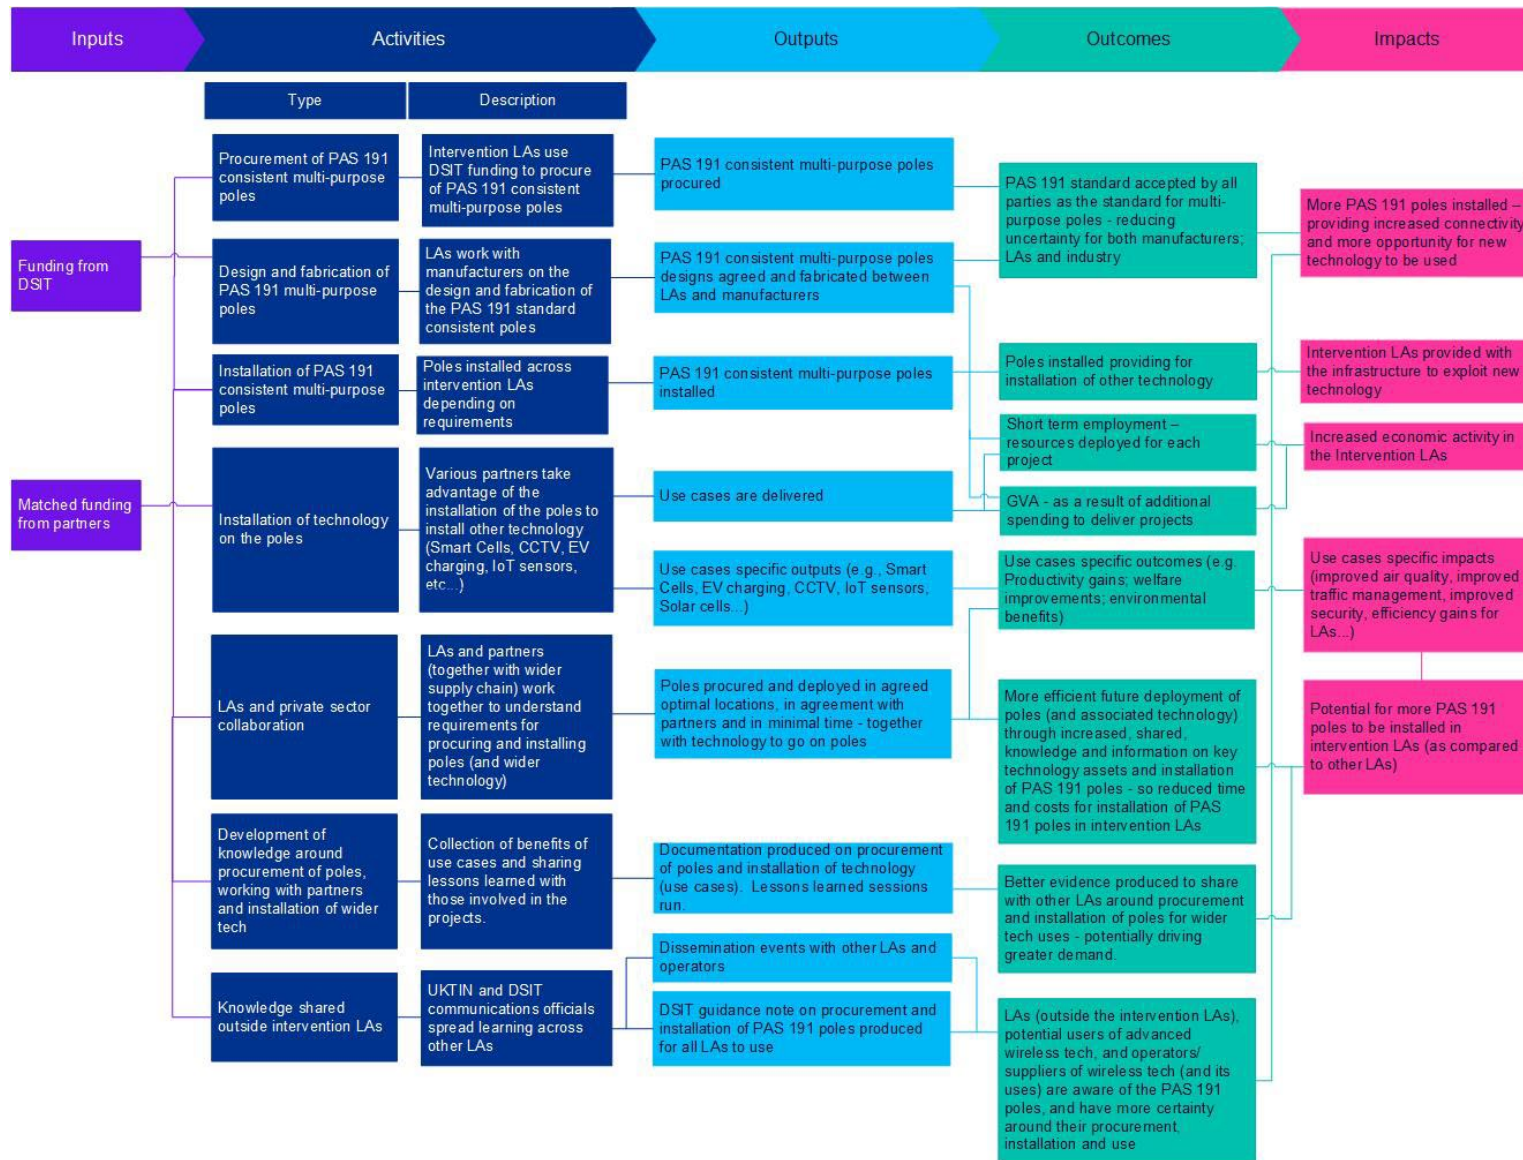 Inputs
Activities
Outputs
Outcomes
Impacts
Type
Description
Funding from
DSIT
Matched funding
from partners
Procurement of PAS 191
consistent multi-purpose
poles
Intervention LAs use
DSIT funding to procure
of PAS 191 consistent
multi-purpose poles
PAS 191 consistent multi-purpose poles
procured
PAS 191 standard accepted by all
parties as the standard for multi-
purpose poles - reducing
uncertainty for both manufacturers;
LAs and industry
More PAS 191 poles installed –
providing increased connectivity
and more opportunity for new
technology to be used
Design and fabrication of
PAS 191 multi-purpose
poles
LAs work with
manufacturers on the
design and fabrication of
the PAS 191 standard
consistent poles
PAS 191 consistent multi-purpose poles
designs agreed and fabricated between
LAs and manufacturers
Installation of PAS 191
consistent multi-purpose
poles
Poles installed across
intervention LAs
depending on
requirements
PAS 191 consistent multi-purpose poles
installed
Poles installed providing for
installation of other technology
Intervention LAs provided with
the infrastructure to exploit new
technology
Short term employment –
resources deployed for each
project
Increased economic activity in
the Intervention LAs
Installation of technology
on the poles
Various partners take
advantage of the
installation of the poles to
install other technology
(Smart Cells, CCTV, EV
charging, IoT sensors,
etc...)
Use cases are delivered
GVA - as a result of additional
spending to deliver projects
Use cases specific outputs (e.g., Smart
Cells, EV charging, CCTV, IoT sensors,
Solar cells...)
Use cases specific outcomes (e.g.
Productivity gains; welfare
improvements; environmental
benefits)
Use cases specific impacts
(improved air quality, improved
traffic management, improved
security, efficiency gains for
LAs...)
LAs and private sector
collaboration
LAs and partners
(together with wider
supply chain) work
together to understand
requirements for
procuring and installing
poles (and wider
technology)
Poles procured and deployed in agreed
optimal locations, in agreement with
partners and in minimal time - together
with technology to go on poles
More efficient future deployment of
poles (and associated technology)
through increased, shared,
knowledge and information on key
technology assets and installation
of PAS 191 poles - so reduced time
and costs for installation of PAS
191 poles in intervention LAs
Potential for more PAS 191
poles to be installed in
intervention LAs (as compared
to other LAs)
Development of
knowledge around
procurement of poles,
working with partners
and installation of wider
tech
Collection of benefits of
use cases and sharing
lessons learned with
those involved in the
projects.
Documentation produced on procurement
of poles and installation of technology
(use cases). Lessons learned sessions
run.
Better evidence produced to share
with other LAs around procurement
and installation of poles for wider
tech uses - potentially driving
greater demand.
Knowledge shared
outside intervention LAs
UKTIN and DSIT
communications officials
spread learning across
other LAs
Dissemination events with other LAs and
operators
DSIT guidance note on procurement and
installation of PAS 191 poles produced
for all LAs to use
LAs (outside the intervention LAs),
potential users of advanced
wireless tech, and operators/
suppliers of wireless tech (and its
uses) are aware of the PAS 191
poles, and have more certainty
around their procurement,
installation and use